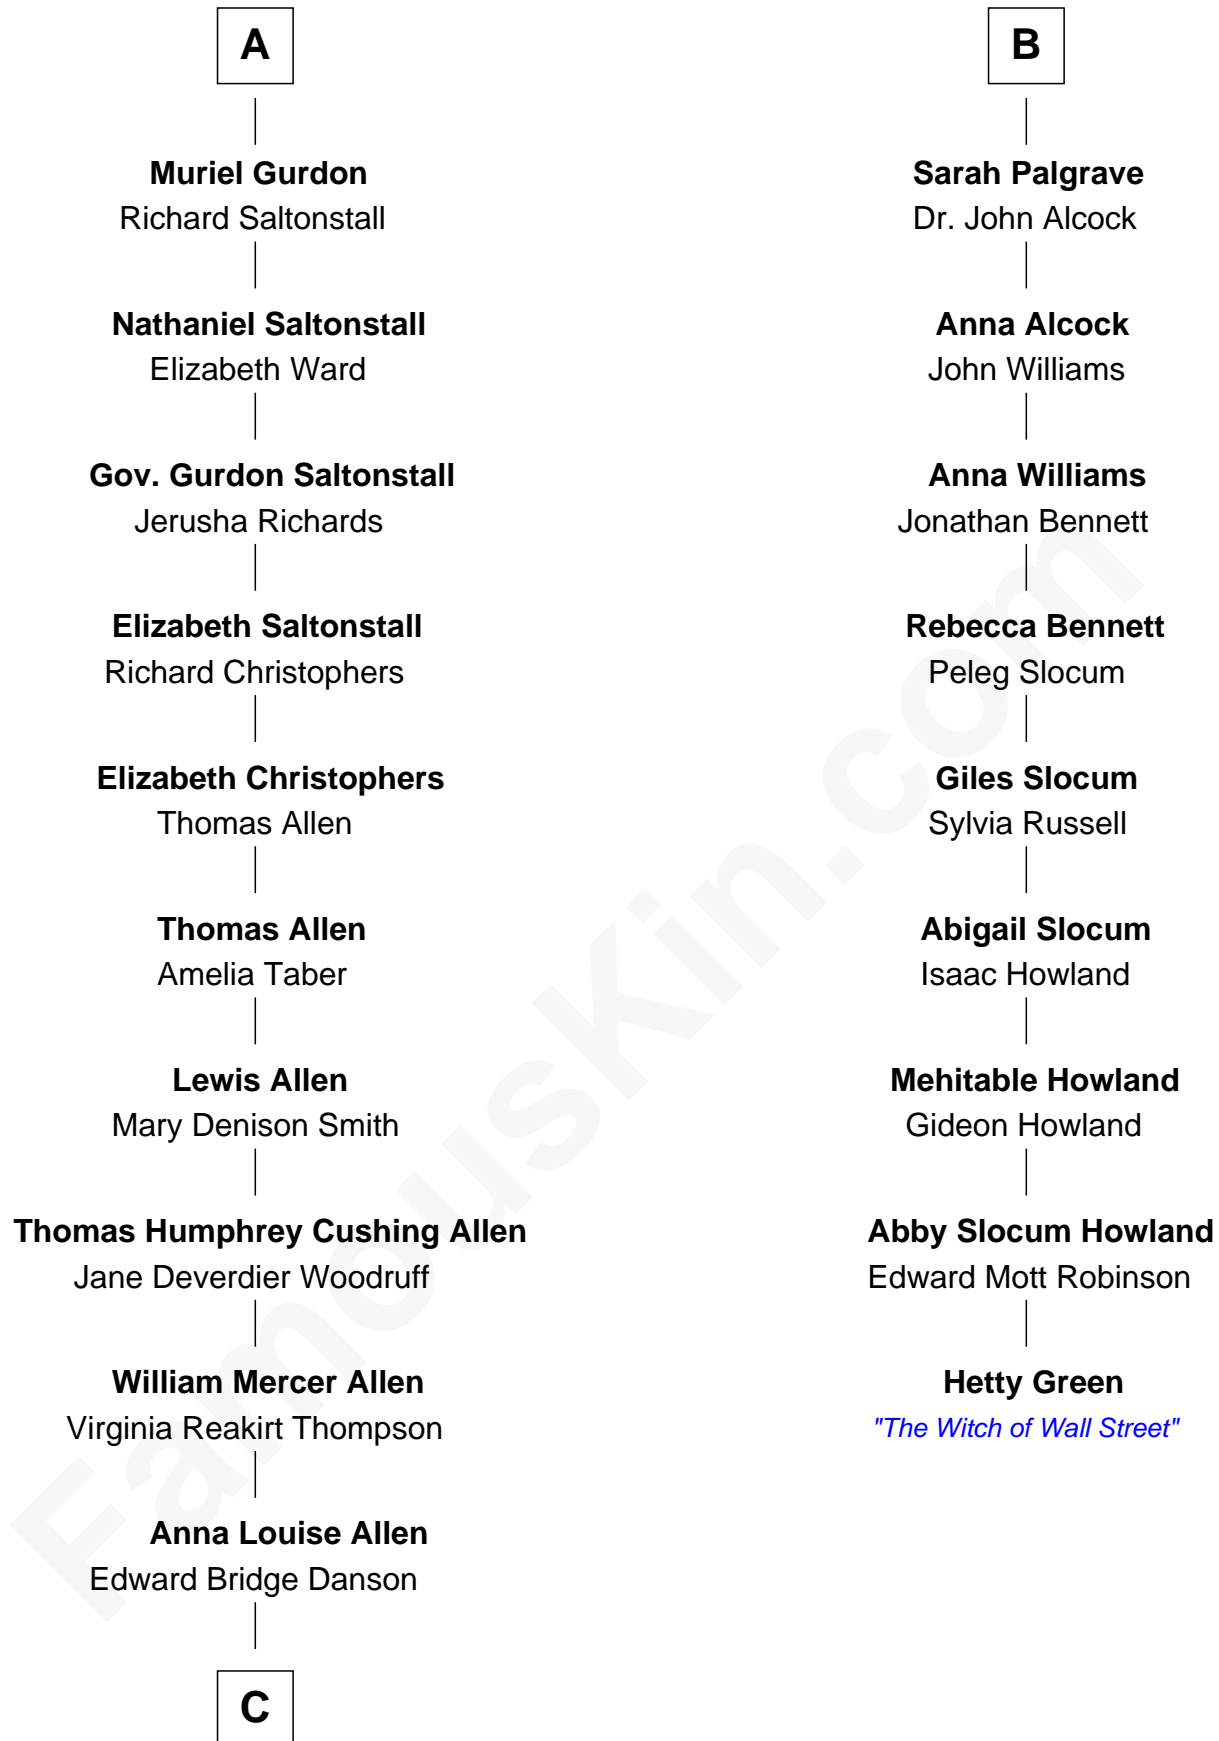 A
Muriel Gurdon
Richard Saltonstall
Nathaniel Saltonstall
Elizabeth Ward
Gov. Gurdon Saltonstall
Jerusha Richards
Elizabeth Saltonstall
Richard Christophers
Elizabeth Christophers
Thomas Allen
Thomas Allen
Amelia Taber
Lewis Allen
Mary Denison Smith
Thomas Humphrey Cushing Allen
Jane Deverdier Woodruff
William Mercer Allen
Virginia Reakirt Thompson
Anna Louise Allen
Edward Bridge Danson
C
B
Sarah Palgrave
Dr. John Alcock
Anna Alcock
John Williams
Anna Williams
Jonathan Bennett
Rebecca Bennett
Peleg Slocum
Giles Slocum
Sylvia Russell
Abigail Slocum
Isaac Howland
Mehitable Howland
Gideon Howland
Abby Slocum Howland
Edward Mott Robinson
Hetty Green
"The Witch of Wall Street"
FamousKin.com